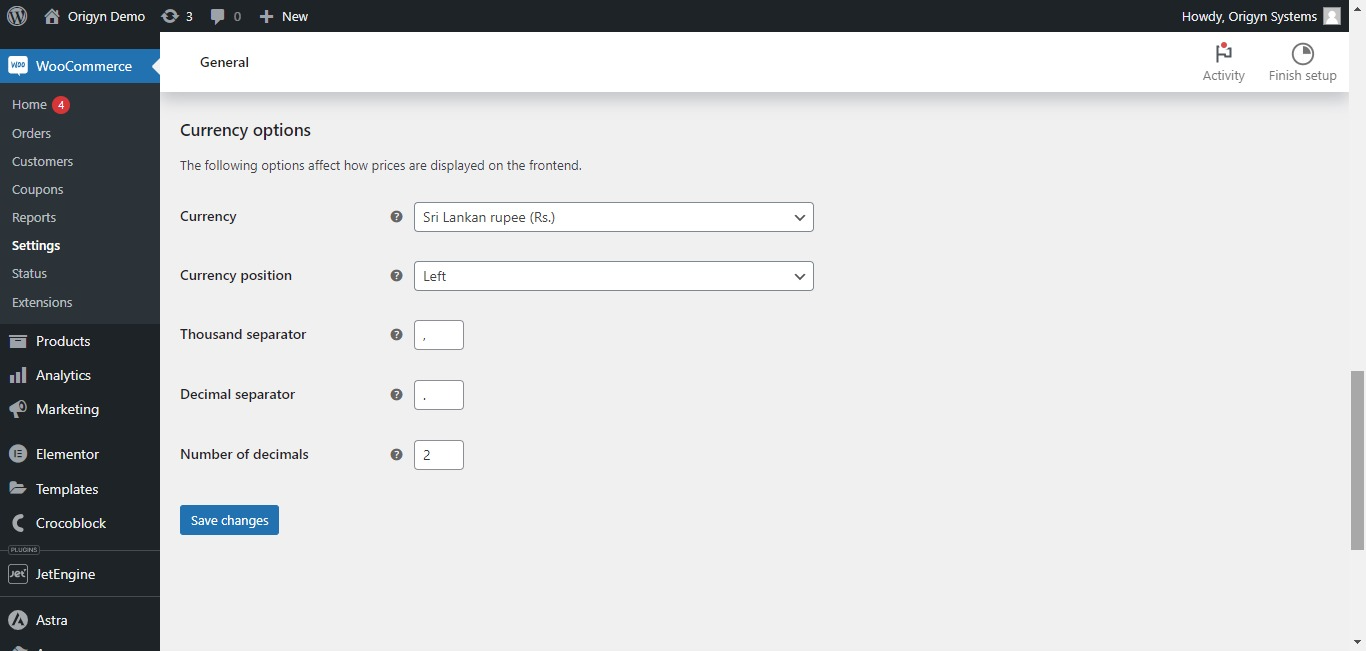 Origyn Demo 3 0 New Howdy, Origyn Systems
WOO WooCommerce
Home 4
Orders
Customers
Coupons
Reports
Settings
Status
Extensions
Products
Analytics
Marketing
Elementor
Templates
Crocoblock
PLUGINS
Jet JetEngine
Astra
General
Activity
Finish setup
Currency options
The following options affect how prices are displayed on the frontend.
Currency ? Sri Lankan rupee (Rs.)
Currency position ? Left
Thousand separator ? ,
Decimal separator ? .
Number of decimals ? 2
Save changes